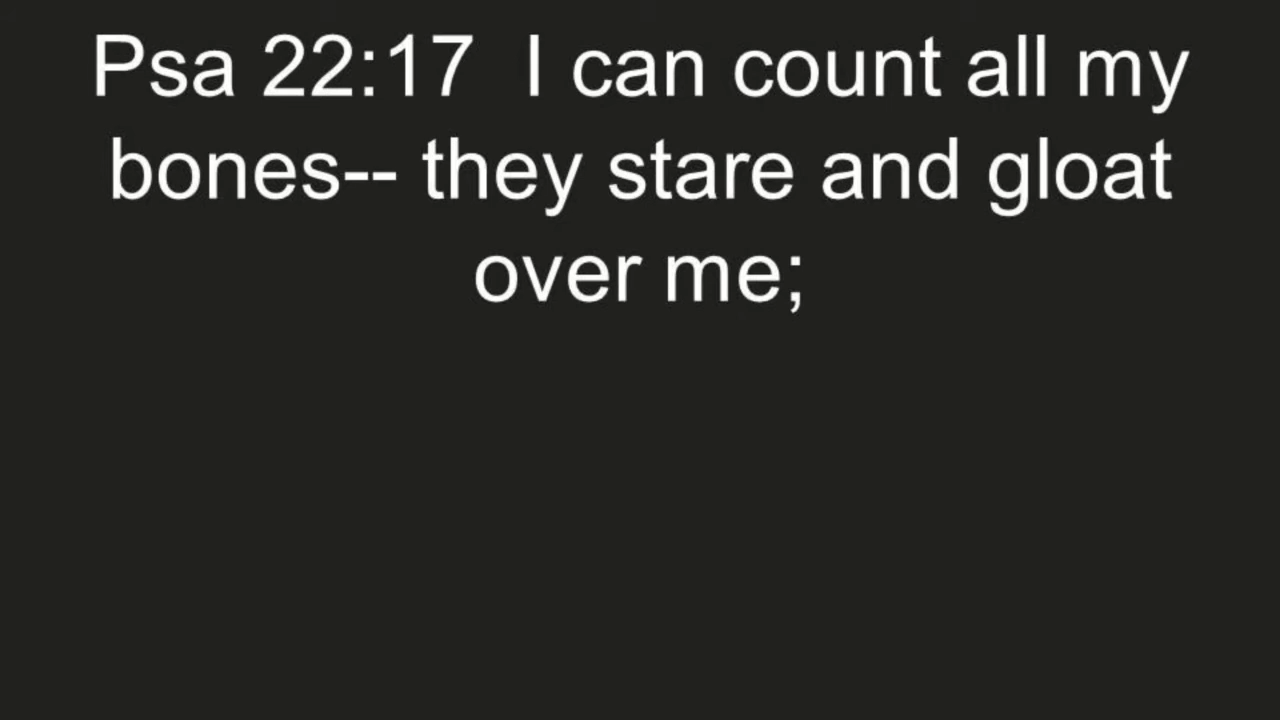 Psa 22:17  I can count all my
bones-- they stare and gloat
over me;